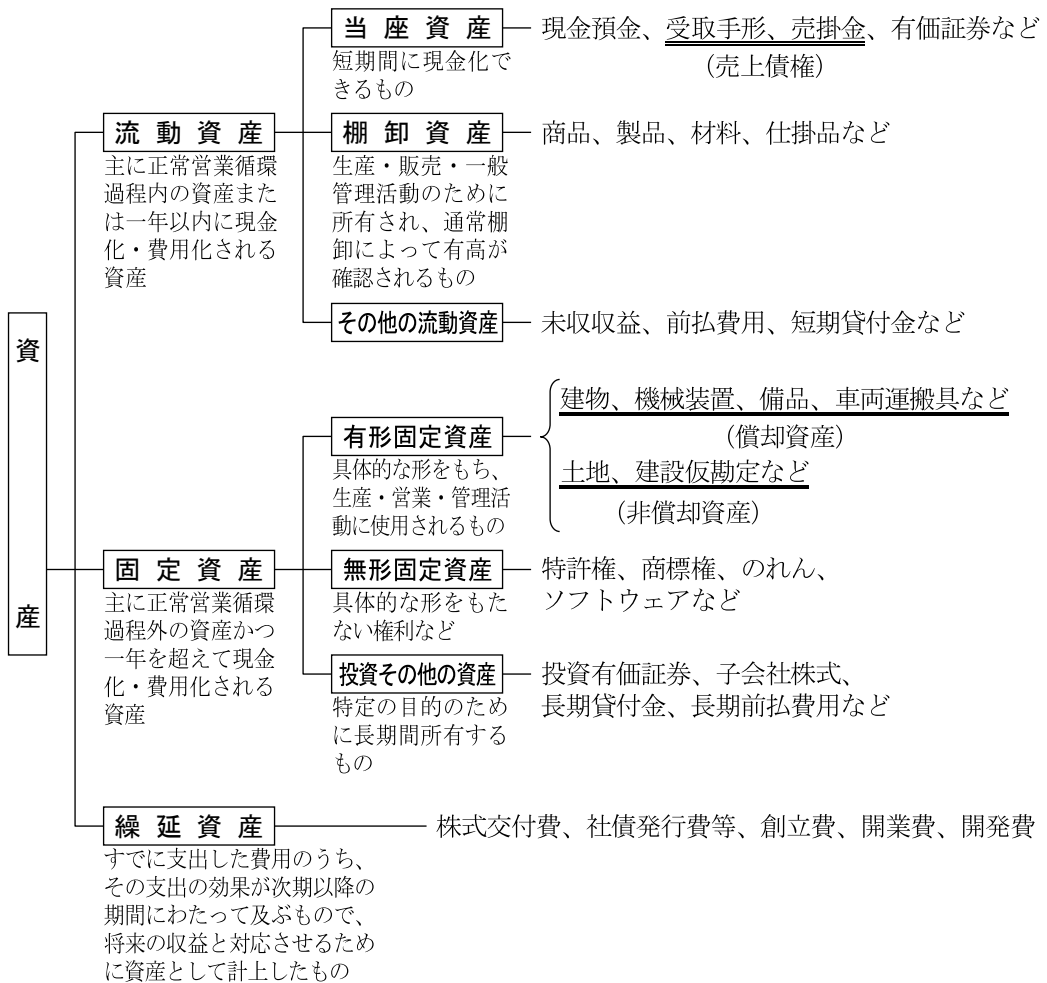 資産
流動資産
主に正常営業循環
過程内の資産また
は一年以内に現金
化・費用化される
資産
当座資産
短期間に現金化で
きるもの
現金預金、受取手形、売掛金、有価証券など
（売上債権）
棚卸資産
生産・販売・一般
管理活動のために
所有され、通常棚
卸によって有高が
確認されるもの
商品、製品、材料、仕掛品など
その他の流動資産
未収収益、前払費用、短期貸付金など
固定資産
主に正常営業循環
過程外の資産かつ
一年を超えて現金
化・費用化される
資産
有形固定資産
具体的な形をもち、
生産・営業・管理活
動に使用されるもの
建物、機械装置、備品、車両運搬具など
（償却資産）
土地、建設仮勘定など
（非償却資産）
無形固定資産
具体的な形をもた
ない権利など
特許権、商標権、のれん、
ソフトウェアなど
投資その他の資産
特定の目的のため
に長期間所有する
もの
投資有価証券、子会社株式、
長期貸付金、長期前払費用など
繰延資産
すでに支出した費用のうち、
その支出の効果が次期以降の
期間にわたって及ぶもので、
将来の収益と対応させるため
に資産として計上したもの
株式交付費、社債発行費等、創立費、開業費、開発費